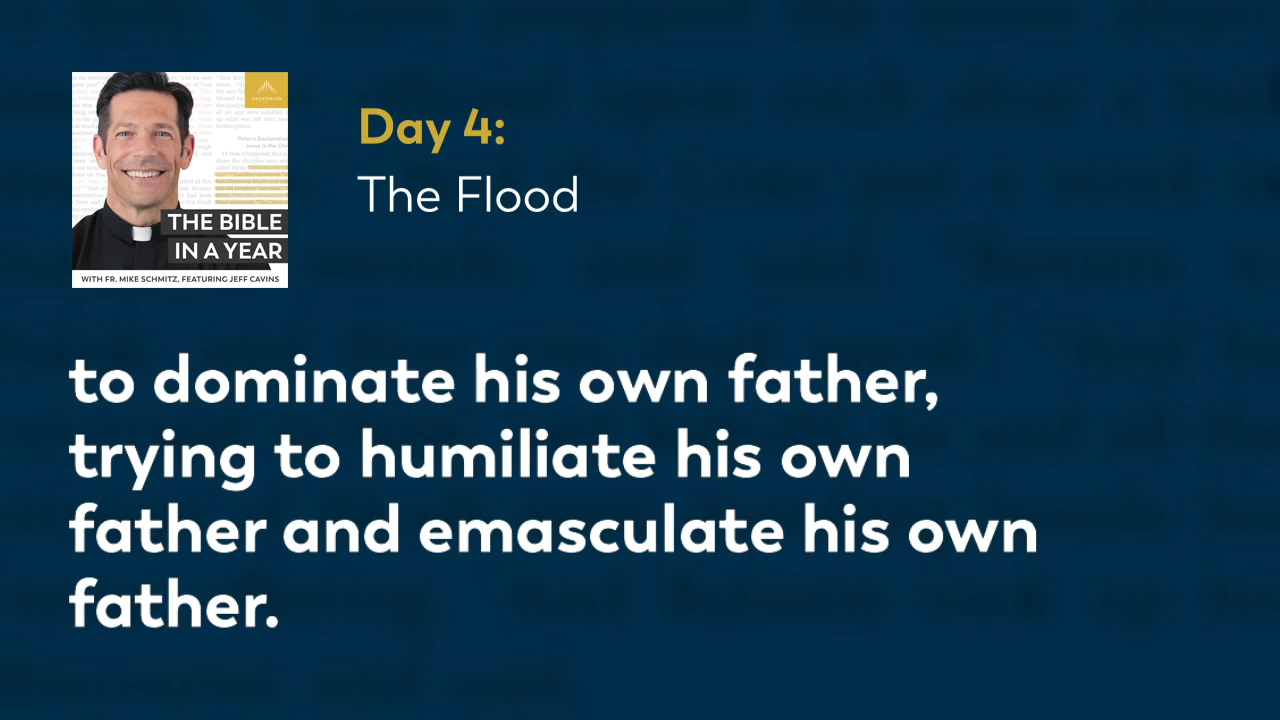 Day 4:
The Flood
ASCENSION
THE BIBLE
IN A YEAR
WITH FR. MIKE SCHMITZ, FEATURING JEFF CAVINS
to dominate his own father,
trying to humiliate his own
father and emasculate his own
father.